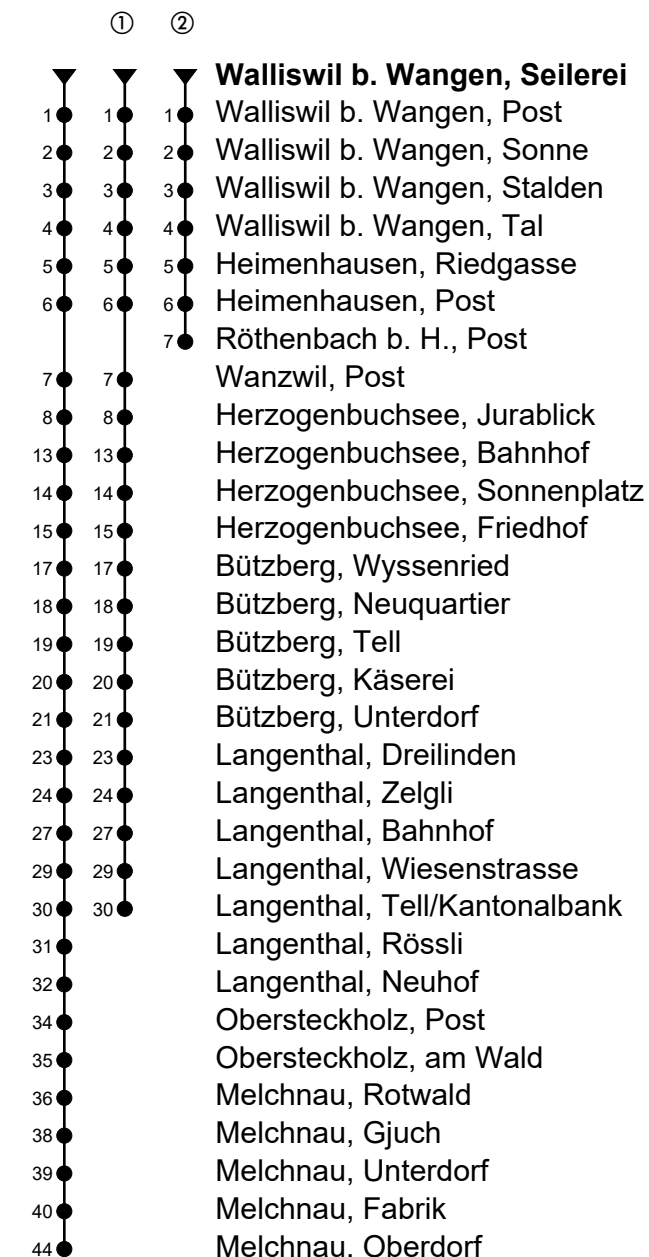 ① ②
Walliswil b. Wangen, Seilerei
1 1 1 Walliswil b. Wangen, Post
2 2 2 Walliswil b. Wangen, Sonne
3 3 3 Walliswil b. Wangen, Stalden
4 4 4 Walliswil b. Wangen, Tal
5 5 5 Heimenhausen, Riedgasse
6 6 6 Heimenhausen, Post
7 Röthenbach b. H., Post
7 7 Wanzwil, Post
8 8 Herzogenbuchsee, Jurablick
13 13 Herzogenbuchsee, Bahnhof
14 14 Herzogenbuchsee, Sonnenplatz
15 15 Herzogenbuchsee, Friedhof
17 17 Bützberg, Wyssenried
18 18 Bützberg, Neuquartier
19 19 Bützberg, Tell
20 20 Bützberg, Käserei
21 21 Bützberg, Unterdorf
23 23 Langenthal, Dreilinden
24 24 Langenthal, Zelgli
27 27 Langenthal, Bahnhof
29 29 Langenthal, Wiesenstrasse
30 30 Langenthal, Tell/Kantonalbank
31 Langenthal, Rössli
32 Langenthal, Neuhof
34 Obersteckholz, Post
35 Obersteckholz, am Wald
36 Melchnau, Rotwald
38 Melchnau, Gjuch
39 Melchnau, Unterdorf
40 Melchnau, Fabrik
44 Melchnau, Oberdorf